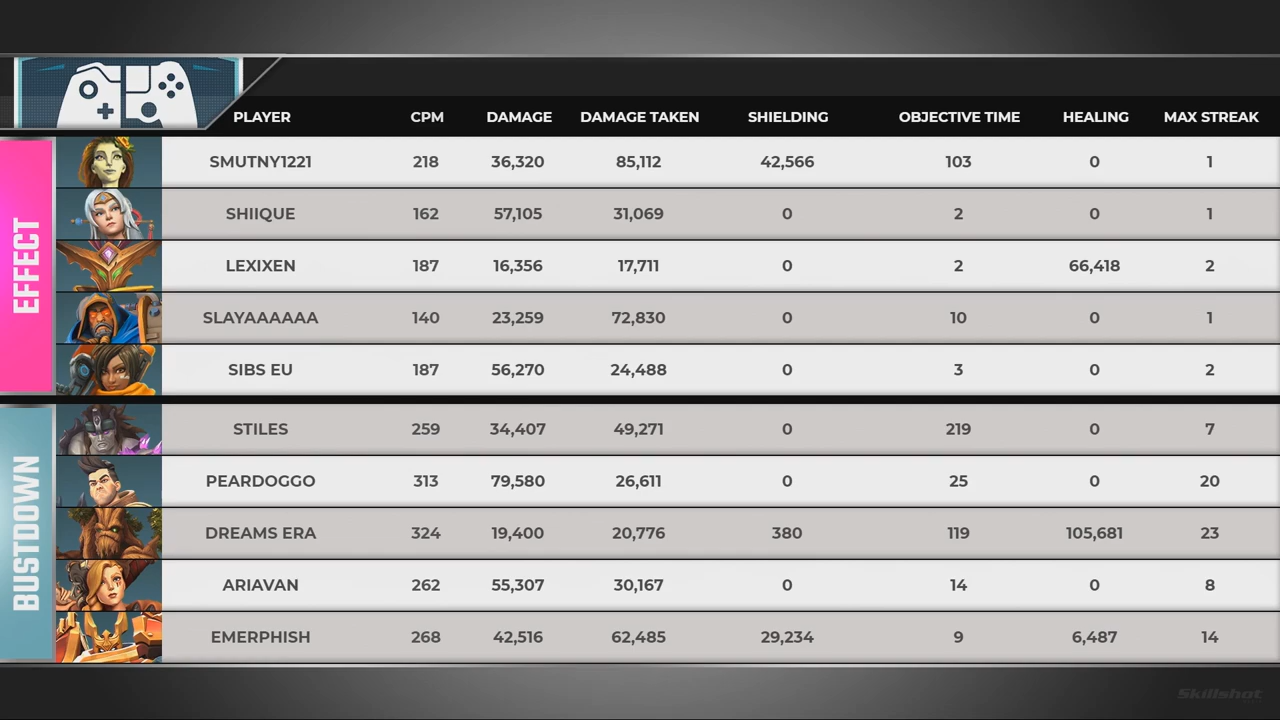 PLAYER CPM DAMAGE DAMAGE TAKEN SHIELDING OBJECTIVE TIME HEALING MAX STREAK
EFFECT
SMUTNY1221 218 36,320 85,112 42,566 103 0 1
SHIIQUE 162 57,105 31,069 0 2 0 1
LEXIXEN 187 16,356 17,711 0 2 66,418 2
SLAYAAAAAA 140 23,259 72,830 0 10 0 1
SIBS EU 187 56,270 24,488 0 3 0 2
BUSTDOWN
STILES 259 34,407 49,271 0 219 0 7
PEARDOGGO 313 79,580 26,611 0 25 0 20
DREAMS ERA 324 19,400 20,776 380 119 105,681 23
ARIAVAN 262 55,307 30,167 0 14 0 8
EMERPHISH 268 42,516 62,485 29,234 9 6,487 14
Skillshot